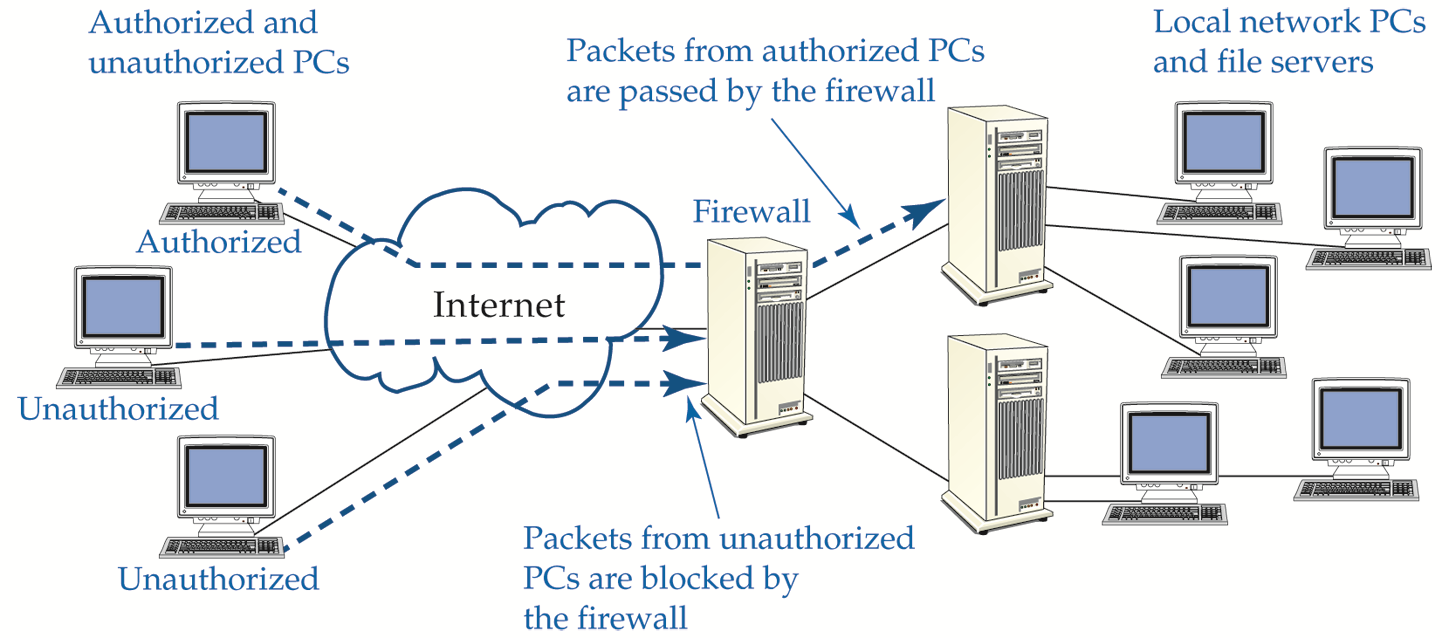 Authorized and
unauthorized PCs
Packets from authorized PCs
are passed by the firewall
Local network PCs
and file servers
Authorized
Firewall
Internet
Unauthorized
Unauthorized
Packets from unauthorized
PCs are blocked by
the firewall